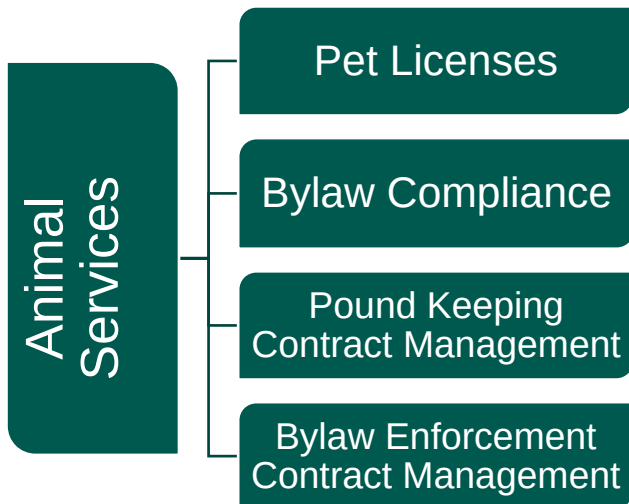 Animal
Services
Pet Licenses
Bylaw Compliance
Pound Keeping
Contract Management
Bylaw Enforcement
Contract Management